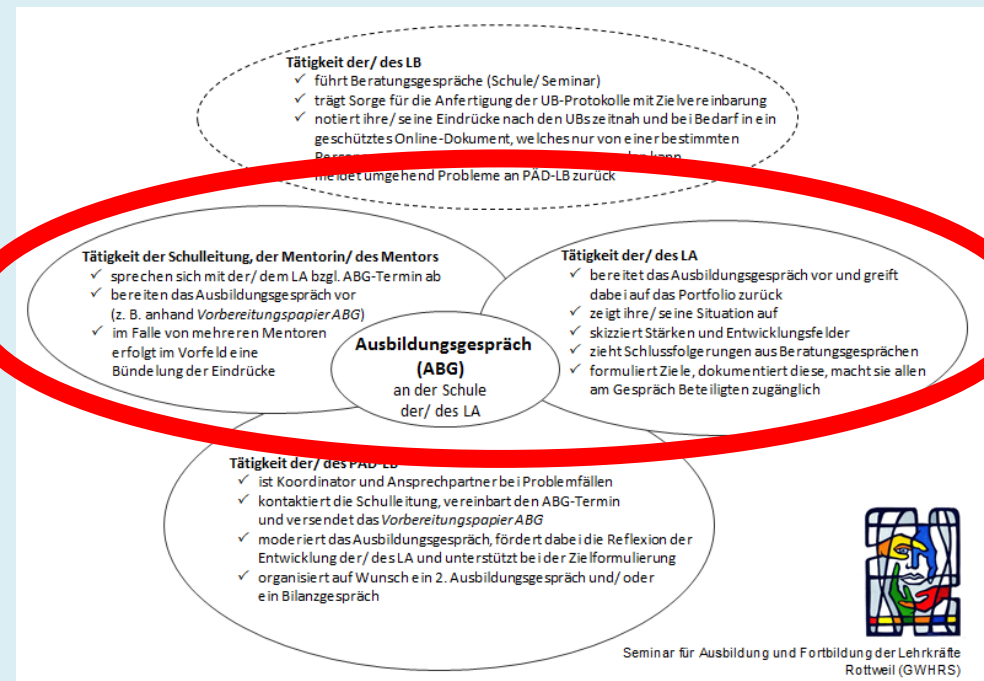 Tätigkeit der/ des LB
✓ führt Beratungsgespräche (Schule/ Seminar)
✓ trägt Sorge für die Anfertigung der UB-Protokolle mit Zielvereinbarung
✓ notiert ihre/ seine Eindrücke nach den UBs zeitnah und bei Bedarf in ein
geschütztes Online-Dokument, welches nur von einer bestimmten
meldet umgehend Probleme an PÄD-LB zurück
Tätigkeit der Schulleitung, der Mentorin/ des Mentors
✓ sprechen sich mit der/ dem LA bzgl. ABG-Termin ab
✓ bereiten das Ausbildungsgespräch vor
(z. B. anhand Vorbereitungspapier ABG)
✓ im Falle von mehreren Mentoren
erfolgt im Vorfeld eine
Bündelung der Eindrücke
Tätigkeit der/ des LA
✓ bereitet das Ausbildungsgespräch vor und greift
dabei auf das Portfolio zurück
✓ zeigt ihre/ seine Situation auf
✓ skizziert Stärken und Entwicklungsfelder
✓ zieht Schlussfolgerungen aus Beratungsgesprächen
✓ formuliert Ziele, dokumentiert diese, macht sie allen
am Gespräch Beteiligten zugänglich
Ausbildungsgespräch
(ABG)
an der Schule
der/ des LA
Tätigkeit der/ des PÄD-LB
✓ ist Koordinator und Ansprechpartner bei Problemfällen
✓ kontaktiert die Schulleitung, vereinbart den ABG-Termin
und versendet das Vorbereitungspapier ABG
✓ moderiert das Ausbildungsgespräch, fördert dabei die Reflexion der
Entwicklung der/ des LA und unterstützt bei der Zielformulierung
✓ organisiert auf Wunsch ein 2. Ausbildungsgespräch und/ oder
ein Bilanzgespräch
Seminar für Ausbildung und Fortbildung der Lehrkräfte
Rottweil (GWHRS)